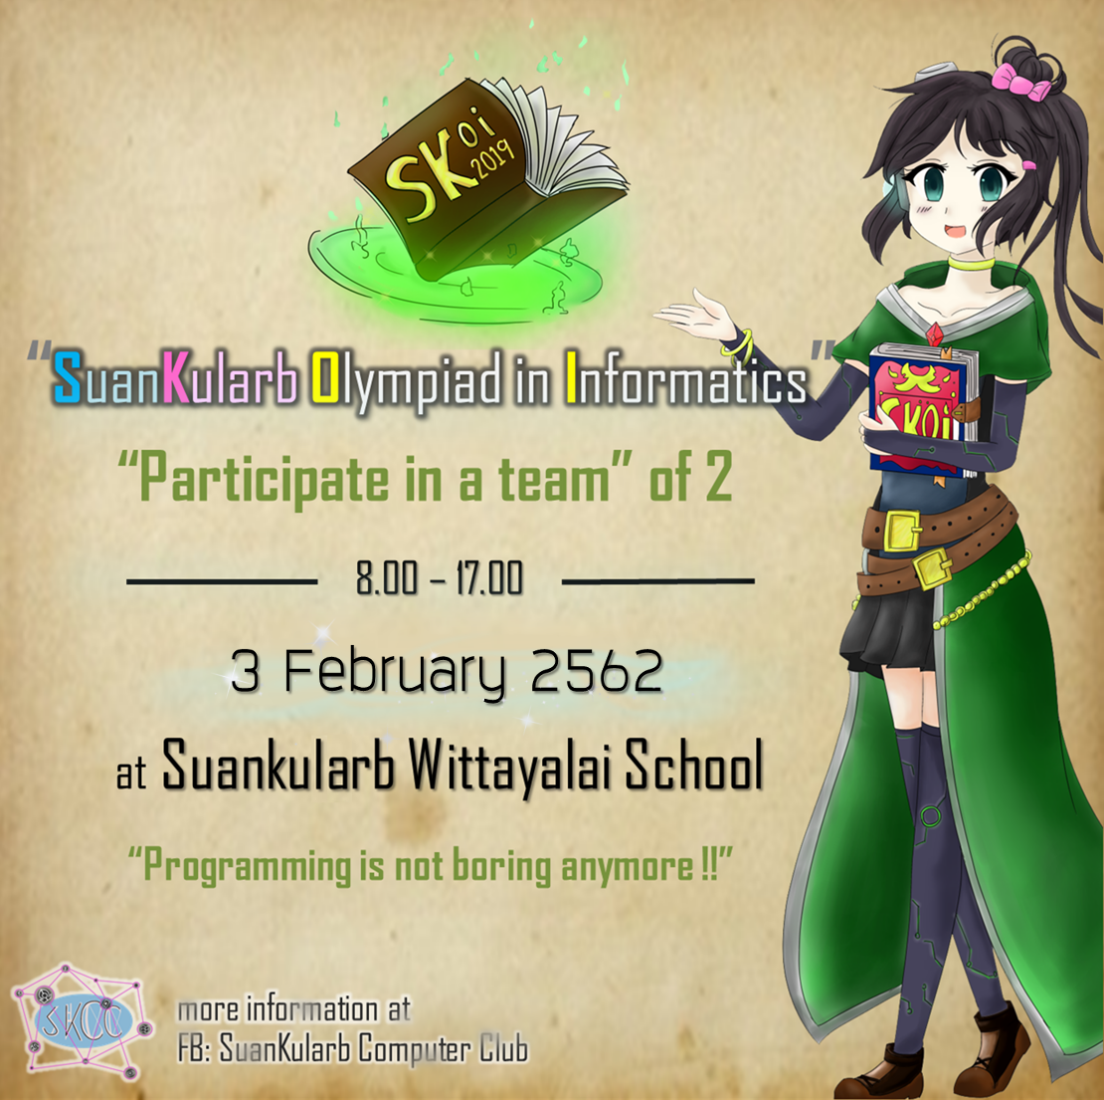 SKOi
2019
“SuanKularb Olympiad in Informatics”
“Participate in a team” of 2
8.00 – 17.00
3 February 2562
at Suankularb Wittayalai School
“Programming is not boring anymore !!”
SKOi
SKCC
more information at
FB: SuanKularb Computer Club